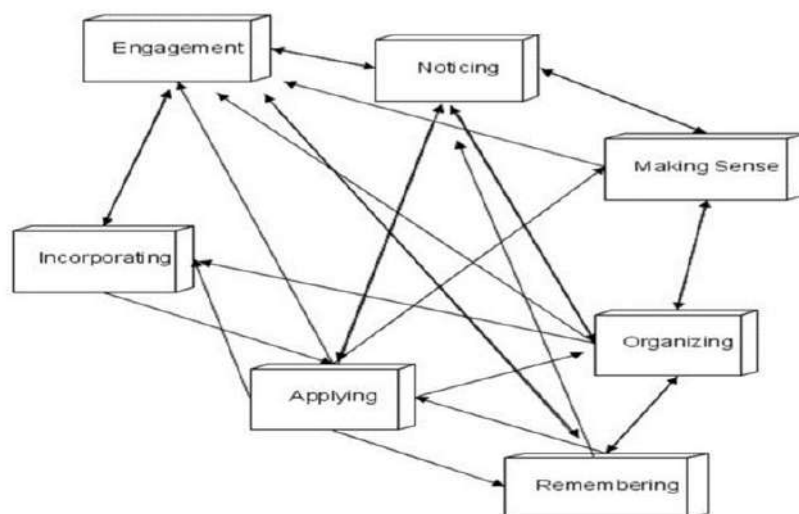 Engagement
Noticing
Making Sense
Incorporating
Organizing
Applying
Remembering